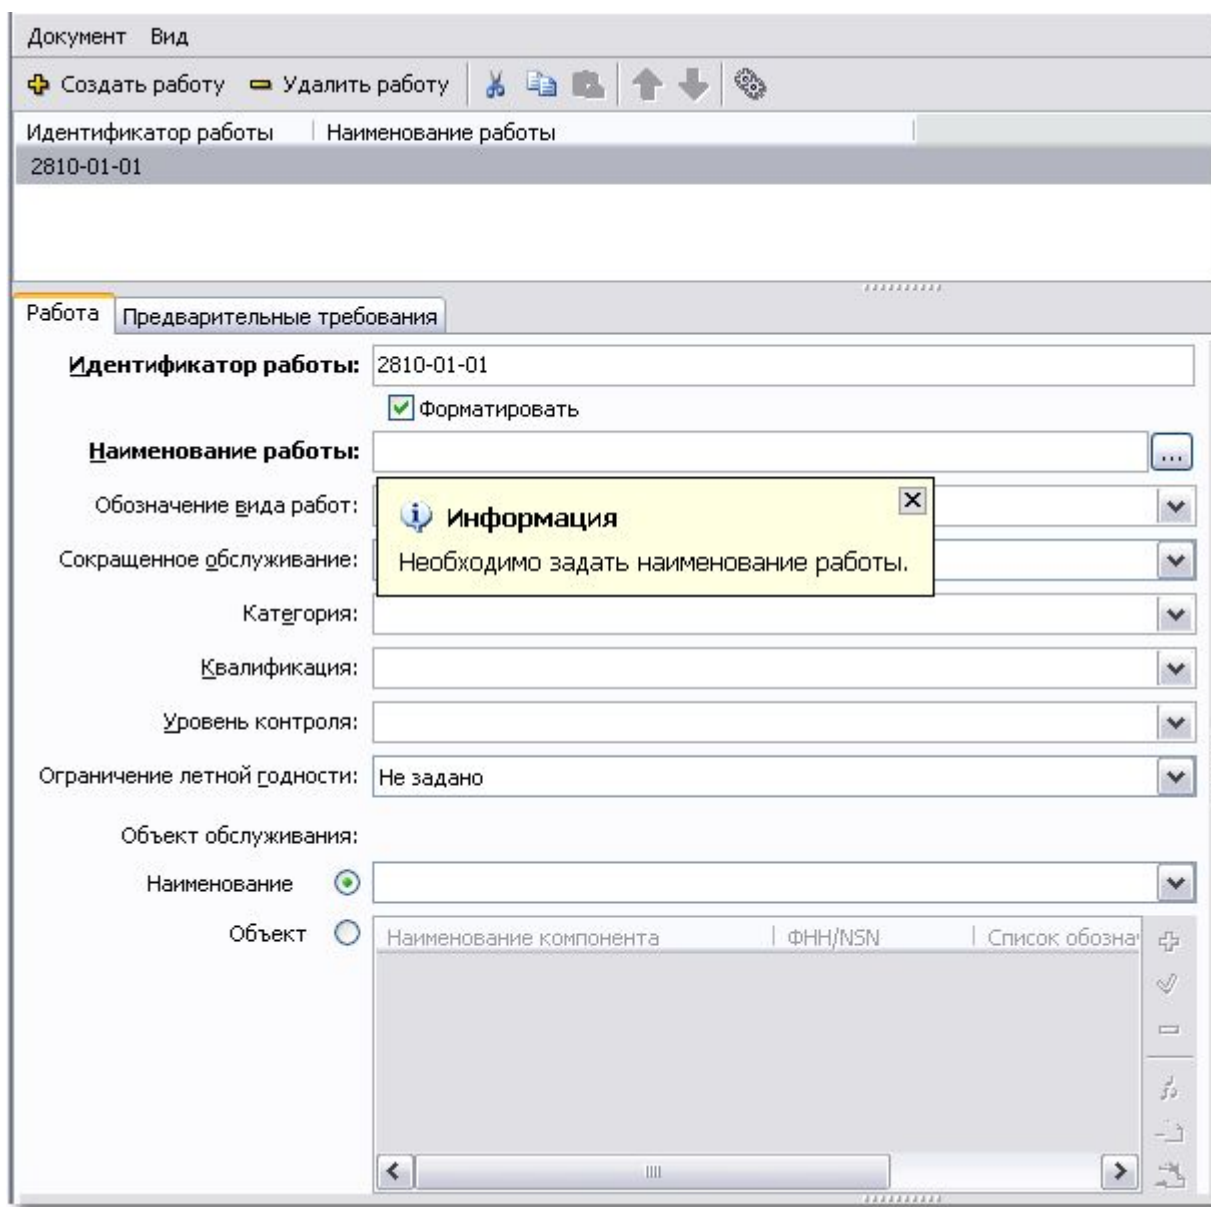 Документ Вид
Создать работу Удалить работу
Идентификатор работы Наименование работы
2810-01-01
Работа Предварительные требования
Идентификатор работы: 2810-01-01
Форматировать
Наименование работы: ...
Обозначение вида работ:
Информация
Сокращенное обслуживание:
Необходимо задать наименование работы.
Категория:
Квалификация:
Уровень контроля:
Ограничение летной годности: Не задано
Объект обслуживания:
Наименование
Объект
Наименование компонента ФНН/NSN Список обозна